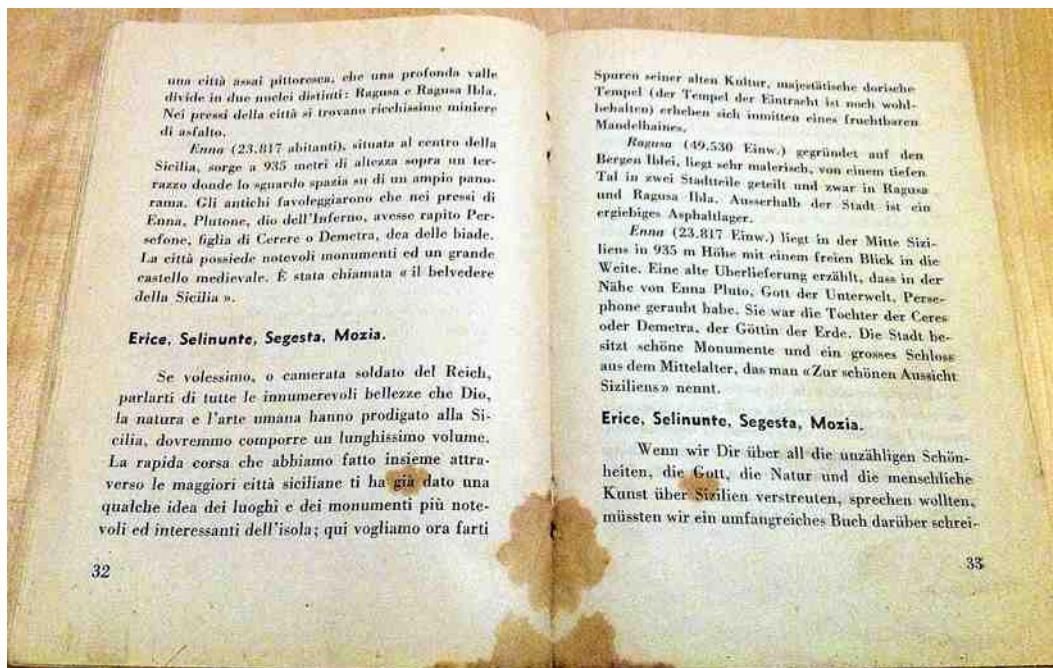 una città assai pittoresca, che una profonda valle
divide in due nuclei distinti: Ragusa e Ragusa Ibla.
Nei pressi della città si trovano ricchissime miniere
di asfalto.
Enna (23.817 abitanti), situata al centro della
Sicilia, sorge a 935 metri di altezza sopra un ter-
razzo donde lo sguardo spazia su di un ampio pano-
rama. Gli antichi favoleggiarono che nei pressi di
Enna, Plutone, dio dell'Inferno, avesse rapito Per-
sefone, figlia di Cerere o Demetra, dea delle biade.
La città possiede notevoli monumenti ed un grande
castello medievale. È stata chiamata « il belvedere
della Sicilia ».
Erice, Selinunte, Segesta, Mozia.
Se volessimo, o camerata soldato del Reich,
parlarti di tutte le innumerevoli bellezze che Dio,
la natura e l'arte umana hanno prodigato alla Si-
cilia, dovremmo comporre un lunghissimo volume.
La rapida corsa che abbiamo fatto insieme attra-
verso le maggiori città siciliane ti ha già dato una
qualche idea dei luoghi e dei monumenti più note-
voli ed interessanti dell'isola; qui vogliamo ora farti
32
Spuren seiner alten Kultur, majestätische dorische
Tempel (der Tempel der Eintracht ist noch wohl-
behalten) erheben sich inmitten eines fruchtbaren
Mandelhaines.
Ragusa (49.530 Einw.) gegründet auf den
Bergen Iblei, liegt sehr malerisch, von einem tiefen
Tal in zwei Stadtteile geteilt und zwar in Ragusa
und Ragusa Ibla. Ausserhalb der Stadt ist ein
ergiebiges Asphaltlager.
Enna (23.817 Einw.) liegt in der Mitte Sizi-
liens in 935 m Höhe mit einem freien Blick in die
Weite. Eine alte Uberlieferung erzählt, dass in der
Nähe von Enna Pluto, Gott der Unterwelt, Perse-
phone geraubt habe. Sie war die Tochter der Ceres
oder Demetra, der Göttin der Erde. Die Stadt be-
sitzt schöne Monumente und ein grosses Schloss
aus dem Mittelalter, das man «Zur schönen Aussicht
Siziliens» nennt.
Erice, Selinunte, Segesta, Mozia.
Wenn wir Dir über all die unzähligen Schön-
heiten, die Gott, die Natur und die menschliche
Kunst über Sizilien verstreuten, sprechen wollten,
müssten wir ein umfangreiches Buch darüber schrei-
33